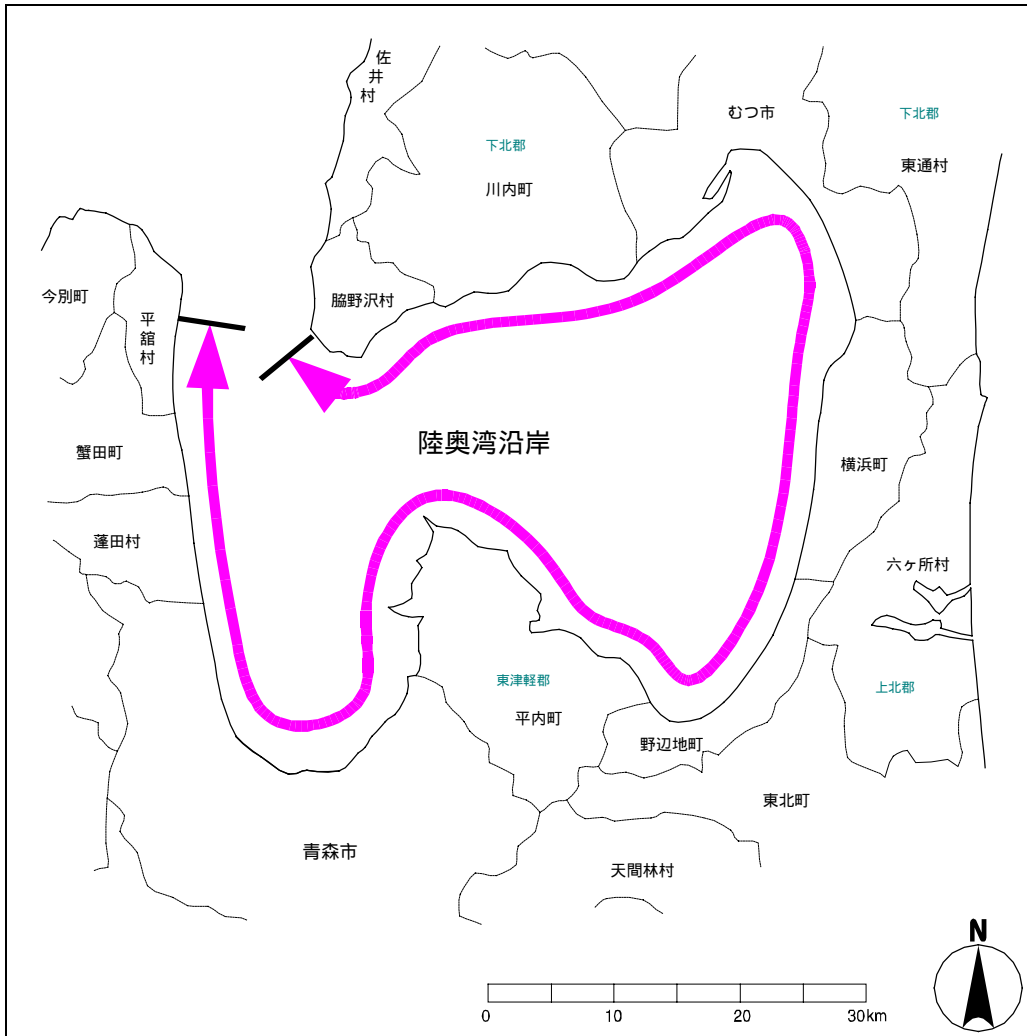 佐井村
むつ市
下北郡
下北郡
川内町
東通村
今別町
平舘村
脇野沢村
陸奥湾沿岸
蟹田町
横浜町
蓬田村
六ヶ所村
東津軽郡
上北郡
平内町
野辺地町
東北町
青森市
天間林村
N
0 10 20 30km